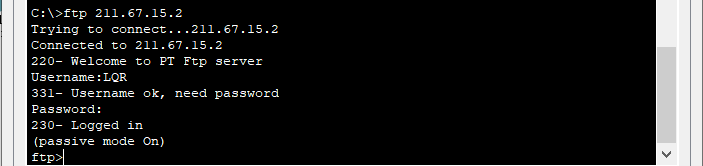 C:\>ftp 211.67.15.2
Trying to connect...211.67.15.2
Connected to 211.67.15.2
220- Welcome to PT Ftp server
Username:LQR
331- Username ok, need password
Password:
230- Logged in
(passive mode On)
ftp>